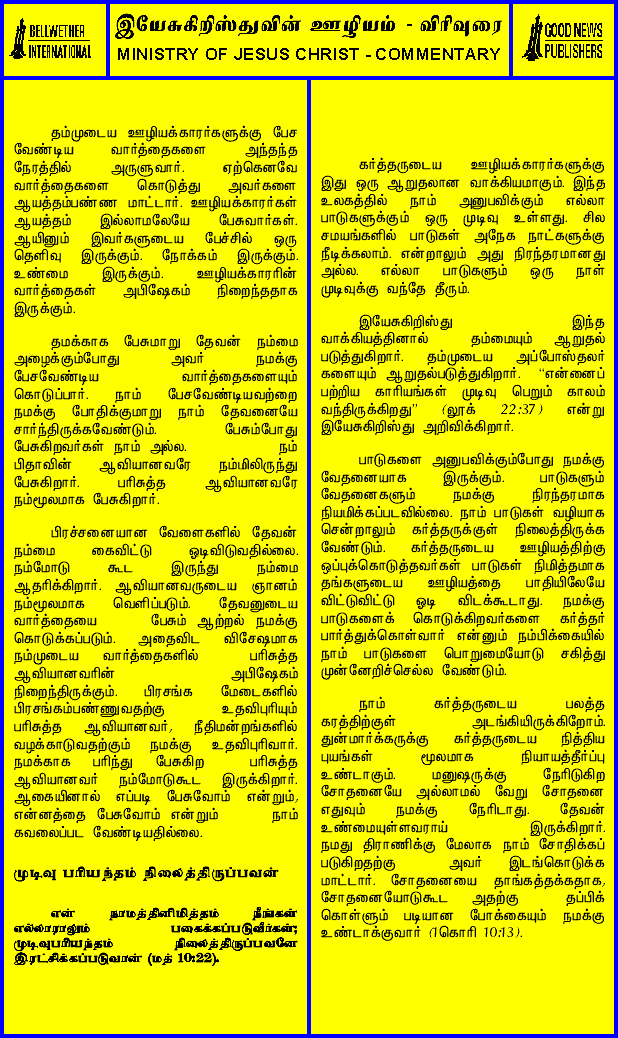 BELLWETHER
INTERNATIONAL
இயேசுகிறிஸ்துவின் ஊழியம் - விரிவுரை
MINISTRY OF JESUS CHRIST - COMMENTARY
GOOD NEWS
PUBLISHERS
தம்முடைய ஊழியக்காரர்களுக்கு பேச
வேண்டிய வார்த்தைகளை அந்தந்த
நேரத்தில் அருளுவார். ஏற்கெனவே
வார்த்தைகளை கொடுத்து அவர்களை
ஆயத்தம்பண்ண மாட்டார். ஊழியக்காரர்கள்
ஆயத்தம் இல்லாமலேயே பேசுவார்கள்.
ஆயினும் இவர்களுடைய பேச்சில் ஒரு
தெளிவு இருக்கும். நோக்கம் இருக்கும்.
உண்மை இருக்கும். ஊழியக்காரரின்
வார்த்தைகள் அபிஷேகம் நிறைந்ததாக
இருக்கும்.
தமக்காக பேசுமாறு தேவன் நம்மை
அழைக்கும்போது அவர் நமக்கு
பேசவேண்டிய வார்த்தைகளையும்
கொடுப்பார். நாம் பேசவேண்டியவற்றை
நமக்கு போதிக்குமாறு நாம் தேவனையே
சார்ந்திருக்கவேண்டும். பேசும்போது
பேசுகிறவர்கள் நாம் அல்ல. நம்
பிதாவின் ஆவியானவரே நம்மிலிருந்து
பேசுகிறார். பரிசுத்த ஆவியானவரே
நம்மூலமாக பேசுகிறார்.
பிரச்சனையான வேளைகளில் தேவன்
நம்மை கைவிட்டு ஓடிவிடுவதில்லை.
நம்மோடு கூட இருந்து நம்மை
ஆதரிக்கிறார். ஆவியானவருடைய ஞானம்
நம்மூலமாக வெளிப்படும். தேவனுடைய
வார்த்தையை பேசும் ஆற்றல் நமக்கு
கொடுக்கப்படும். அதைவிட விசேஷமாக
நம்முடைய வார்த்தைகளில் பரிசுத்த
ஆவியானவரின் அபிஷேகம்
நிறைந்திருக்கும். பிரசங்க மேடைகளில்
பிரசங்கம்பண்ணுவதற்கு உதவிபுரியும்
பரிசுத்த ஆவியானவர், நீதிமன்றங்களில்
வழக்காடுவதற்கும் நமக்கு உதவிபுரிவார்.
நமக்காக பரிந்து பேசுகிற பரிசுத்த
ஆவியானவர் நம்மோடுகூட இருக்கிறார்.
ஆகையினால் எப்படி பேசுவோம் என்றும்,
என்னத்தை பேசுவோம் என்றும் நாம்
கவலைப்பட வேண்டியதில்லை.
முடிவு பரியந்தம் நிலைத்திருப்பவன்
என் நாமத்தினிமித்தம் நீங்கள்
எல்லாராலும் பகைக்கப்படுவீர்கள்;
முடிவுபரியந்தம் நிலைத்திருப்பவனே
இரட்சிக்கப்படுவான் (மத் 10:22).
கர்த்தருடைய ஊழியக்காரர்களுக்கு
இது ஒரு ஆறுதலான வாக்கியமாகும். இந்த
உலகத்தில் நாம் அனுபவிக்கும் எல்லா
பாடுகளுக்கும் ஒரு முடிவு உள்ளது. சில
சமயங்களில் பாடுகள் அநேக நாட்களுக்கு
நீடிக்கலாம். என்றாலும் அது நிரந்தரமானது
அல்ல. எல்லா பாடுகளும் ஒரு நாள்
முடிவுக்கு வந்தே தீரும்.
இயேசுகிறிஸ்து இந்த
வாக்கியத்தினால் தம்மையும் ஆறுதல்
படுத்துகிறார். தம்முடைய அப்போஸ்தலர்
களையும் ஆறுதல்படுத்துகிறார். “என்னைப்
பற்றிய காரியங்கள் முடிவு பெறும் காலம்
வந்திருக்கிறது” (லூக் 22:37) என்று
இயேசுகிறிஸ்து அறிவிக்கிறார்.
பாடுகளை அனுபவிக்கும்போது நமக்கு
வேதனையாக இருக்கும். பாடுகளும்
வேதனைகளும் நமக்கு நிரந்தரமாக
நியமிக்கப்படவில்லை. நாம் பாடுகள் வழியாக
சென்றாலும் கர்த்தருக்குள் நிலைத்திருக்க
வேண்டும். கர்த்தருடைய ஊழியத்திற்கு
ஒப்புக்கொடுத்தவர்கள் பாடுகள் நிமித்தமாக
தங்களுடைய ஊழியத்தை பாதியிலேயே
விட்டுவிட்டு ஓடி விடக்கூடாது. நமக்கு
பாடுகளைக் கொடுக்கிறவர்களை கர்த்தர்
பார்த்துக்கொள்வார் என்னும் நம்பிக்கையில்
நாம் பாடுகளை பொறுமையோடு சகித்து
முன்னேறிச்செல்ல வேண்டும்.
நாம் கர்த்தருடைய பலத்த
கரத்திற்குள் அடங்கியிருக்கிறோம்.
துன்மார்க்கருக்கு கர்த்தருடைய நித்திய
புயங்கள் மூலமாக நியாயத்தீர்ப்பு
உண்டாகும். மனுஷருக்கு நேரிடுகிற
சோதனையே அல்லாமல் வேறு சோதனை
எதுவும் நமக்கு நேரிடாது. தேவன்
உண்மையுள்ளவராய் இருக்கிறார்.
நமது திராணிக்கு மேலாக நாம் சோதிக்கப்
படுகிறதற்கு அவர் இடங்கொடுக்க
மாட்டார். சோதனையை தாங்கத்தக்கதாக,
சோதனையோடுகூட அதற்கு தப்பிக்
கொள்ளும் படியான போக்கையும் நமக்கு
உண்டாக்குவார் (1கொரி 10:13).